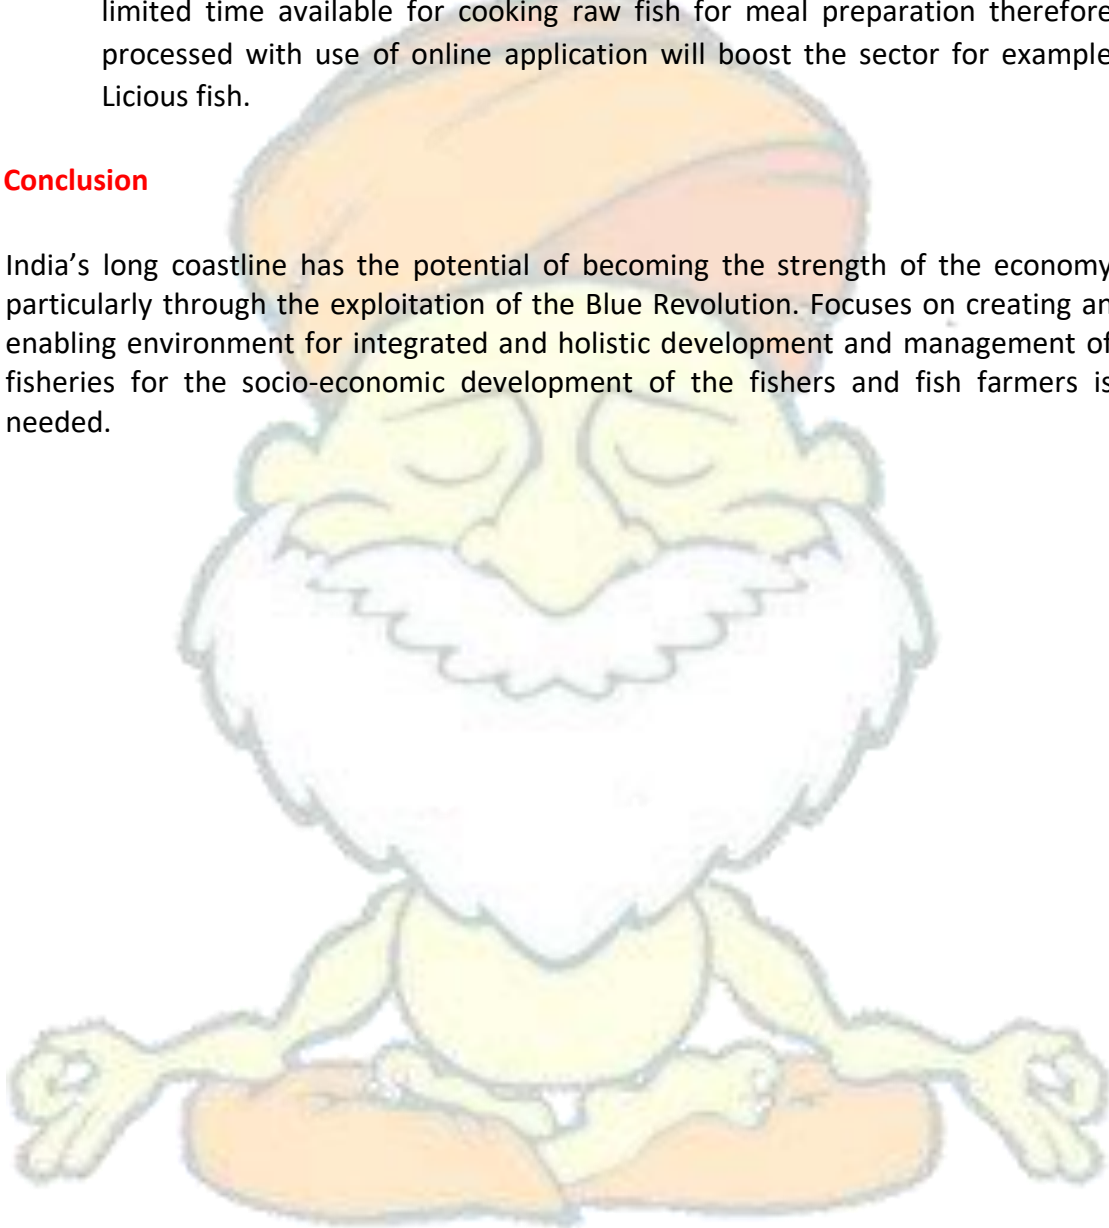 limited time available for cooking raw fish for meal preparation therefore
processed with use of online application will boost the sector for example
Licious fish.
Conclusion
India’s long coastline has the potential of becoming the strength of the economy
particularly through the exploitation of the Blue Revolution. Focuses on creating an
enabling environment for integrated and holistic development and management of
fisheries for the socio-economic development of the fishers and fish farmers is
needed.